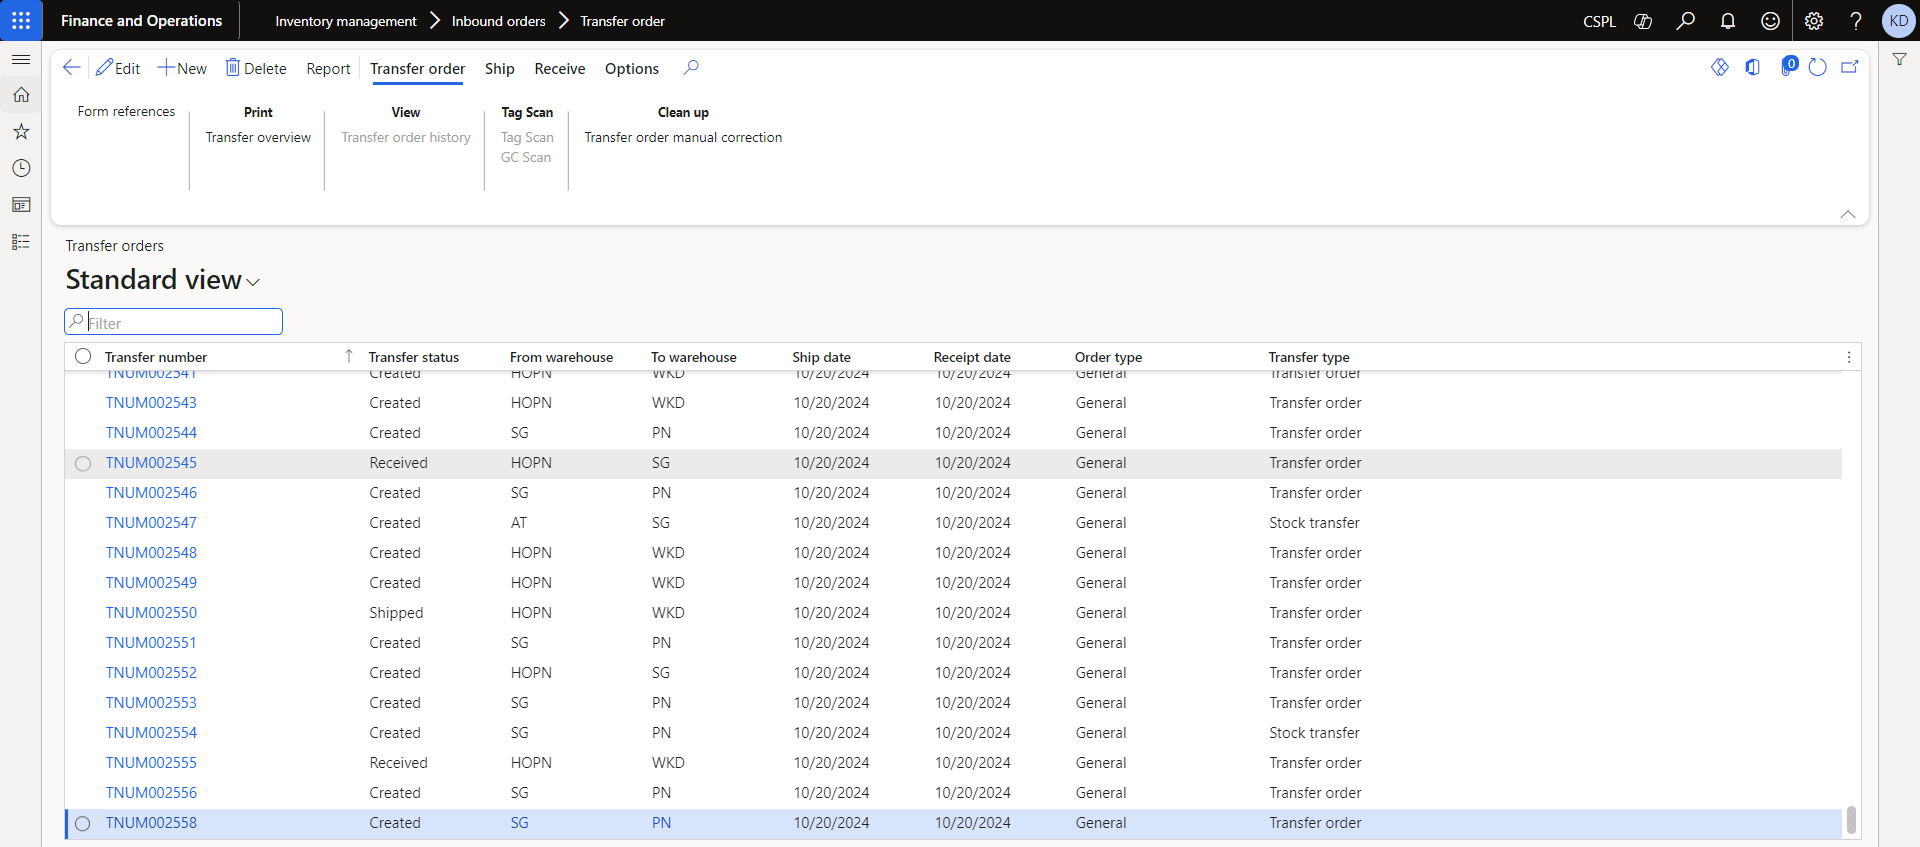 Finance and Operations Inventory management Inbound orders Transfer order CSPL KD
Edit New Delete Report Transfer order Ship Receive Options 0
Form references Print View Tag Scan Clean up
Transfer overview Transfer order history Tag Scan Transfer order manual correction
GC Scan
Transfer orders
Standard view
Filter
Transfer number Transfer status From warehouse To warehouse Ship date Receipt date Order type Transfer type
TNUM002541 Created HOPN WKD 10/20/2024 10/20/2024 General Transfer order
TNUM002543 Created HOPN WKD 10/20/2024 10/20/2024 General Transfer order
TNUM002544 Created SG PN 10/20/2024 10/20/2024 General Transfer order
TNUM002545 Received HOPN SG 10/20/2024 10/20/2024 General Transfer order
TNUM002546 Created SG PN 10/20/2024 10/20/2024 General Transfer order
TNUM002547 Created AT SG 10/20/2024 10/20/2024 General Stock transfer
TNUM002548 Created HOPN WKD 10/20/2024 10/20/2024 General Transfer order
TNUM002549 Created HOPN WKD 10/20/2024 10/20/2024 General Transfer order
TNUM002550 Shipped HOPN WKD 10/20/2024 10/20/2024 General Transfer order
TNUM002551 Created SG PN 10/20/2024 10/20/2024 General Transfer order
TNUM002552 Created HOPN SG 10/20/2024 10/20/2024 General Transfer order
TNUM002553 Created SG PN 10/20/2024 10/20/2024 General Transfer order
TNUM002554 Created SG PN 10/20/2024 10/20/2024 General Stock transfer
TNUM002555 Received HOPN WKD 10/20/2024 10/20/2024 General Transfer order
TNUM002556 Created SG PN 10/20/2024 10/20/2024 General Transfer order
TNUM002558 Created SG PN 10/20/2024 10/20/2024 General Transfer order